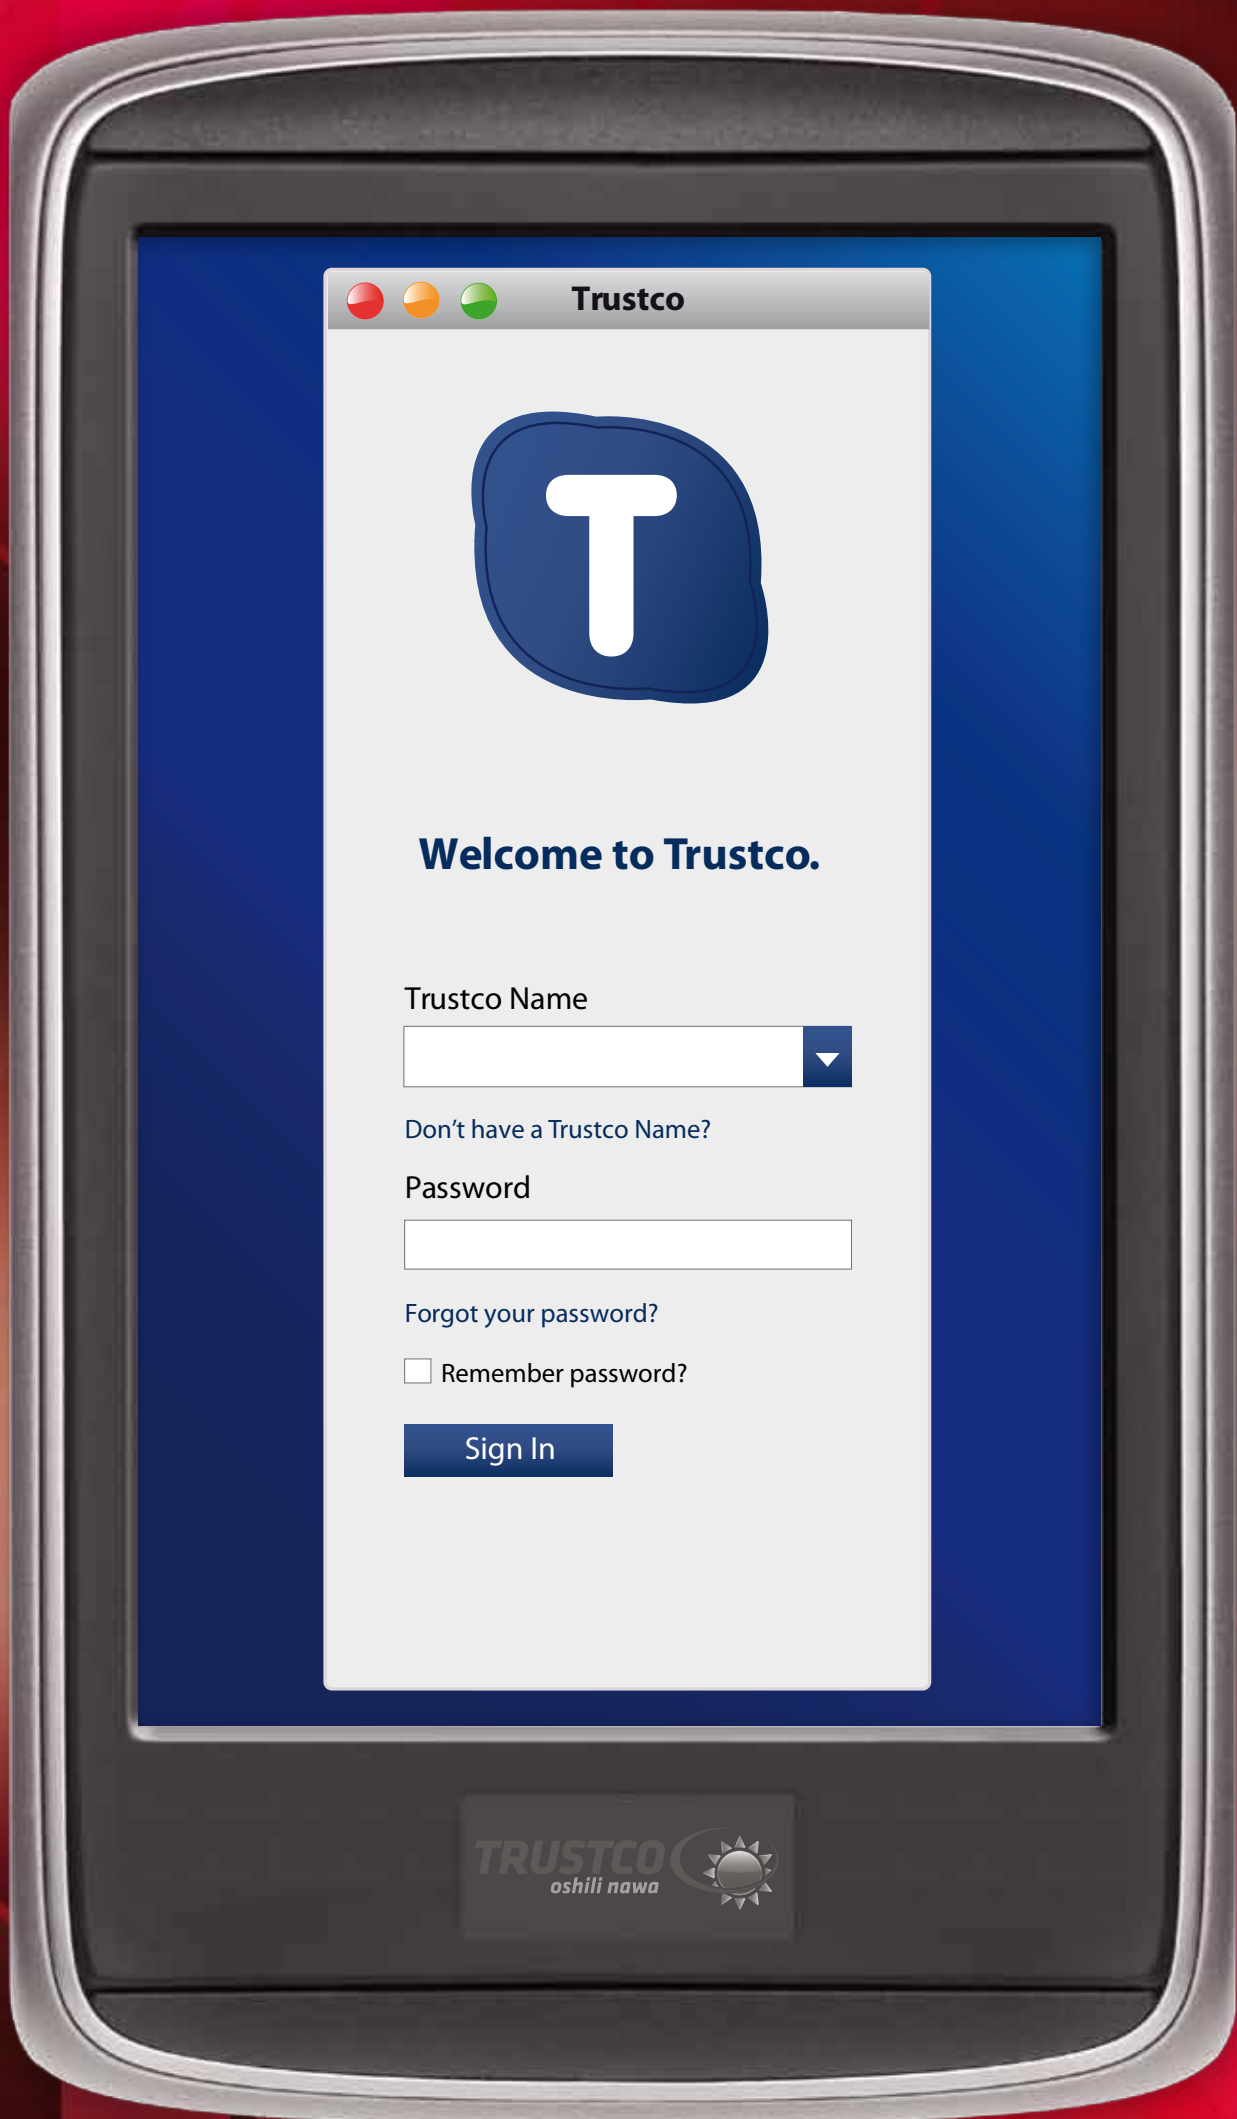 Trustco
T
Welcome to Trustco.
Trustco Name
Don't have a Trustco Name?
Password
Forgot your password?
Remember password?
Sign In
TRUSTCO
oshili nawa